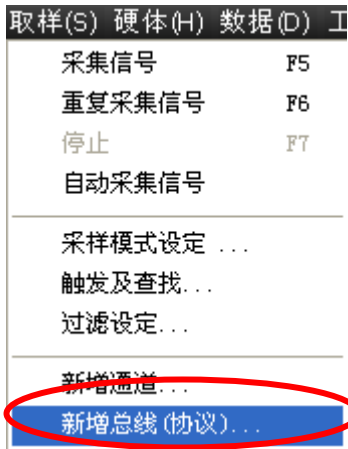 取样(S) 硬体(H) 数据(D) 工
采集信号 F5
重复采集信号 F6
停止 F7
自动采集信号
采样模式设定 ...
触发及查找...
过滤设定...
新增通道...
新增总线(协议)...